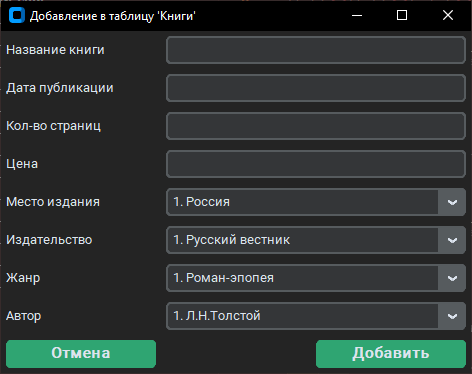 Добавление в таблицу 'Книги'
Название книги
Дата публикации
Кол-во страниц
Цена
Место издания 1. Россия
Издательство 1. Русский вестник
Жанр 1. Роман-эпопея
Автор 1. Л.Н.Толстой
Отмена Добавить